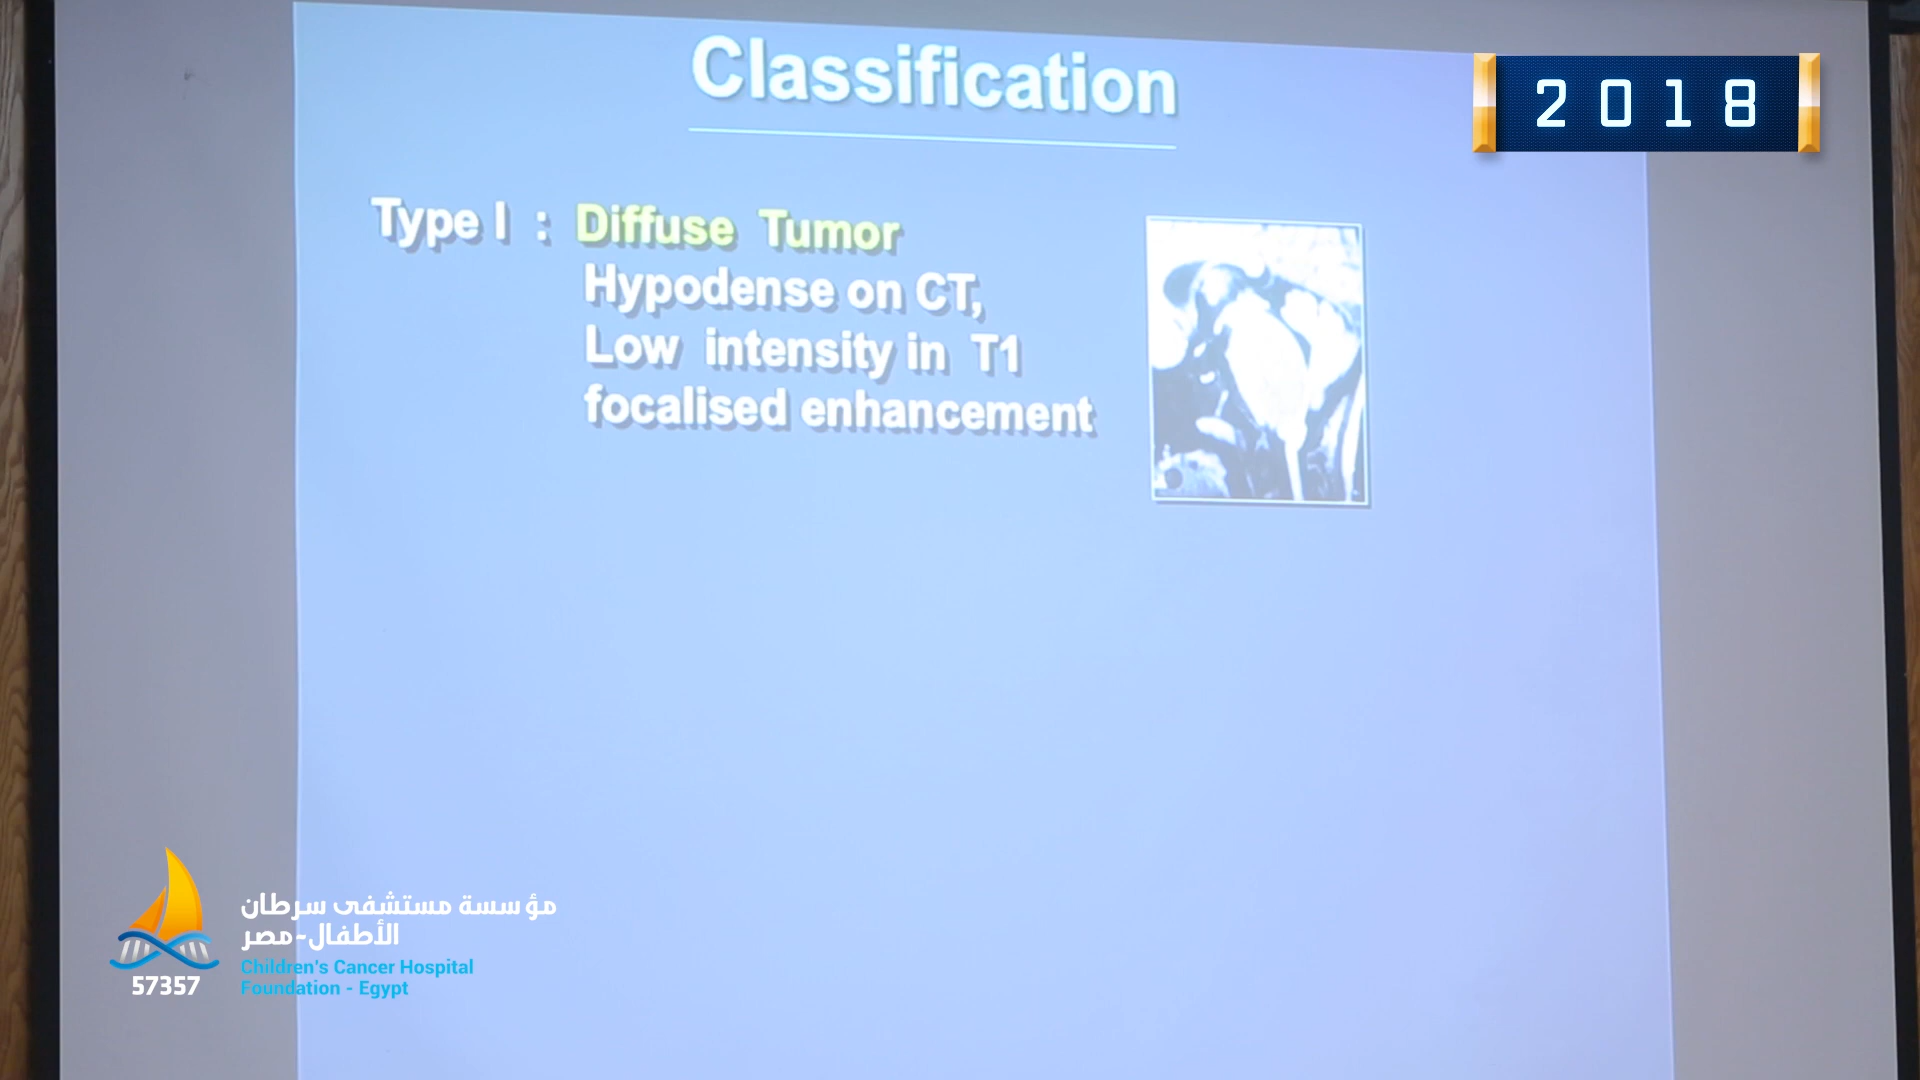 Classification
2018
Type I : Diffuse Tumor
Hypodense on CT,
Low intensity in T1
focalised enhancement
مؤسسة مستشفى سرطان
الأطفال-مصر
Children's Cancer Hospital
Foundation - Egypt
57357